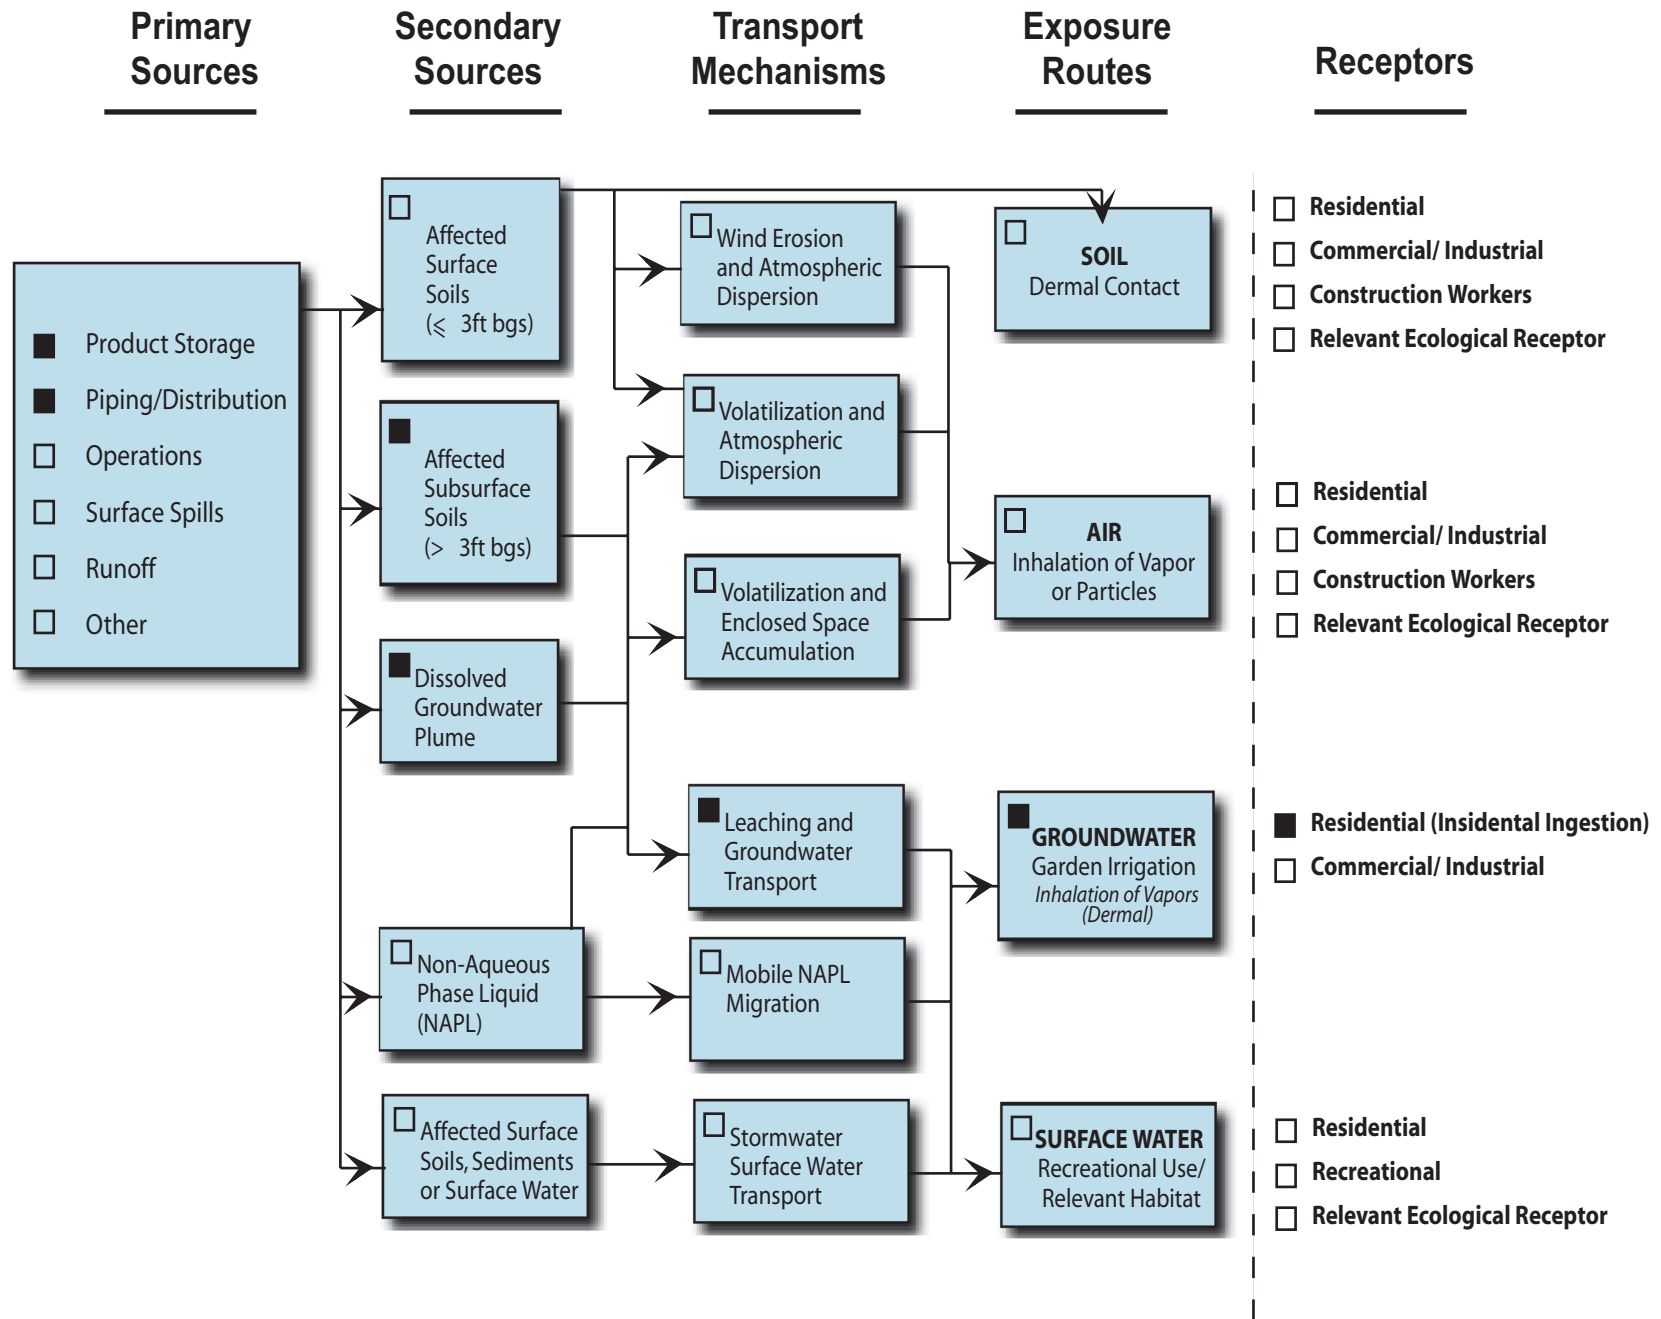 Primary
Sources
Secondary
Sources
Transport
Mechanisms
Exposure
Routes
Receptors
Product Storage
Piping/Distribution
Operations
Surface Spills
Runoff
Other
Affected
Surface
Soils
(⩽ 3ft bgs)
Affected
Subsurface
Soils
(> 3ft bgs)
Dissolved
Groundwater
Plume
Non-Aqueous
Phase Liquid
(NAPL)
Affected Surface
Soils, Sediments
or Surface Water
Wind Erosion
and Atmospheric
Dispersion
Volatilization and
Atmospheric
Dispersion
Volatilization and
Enclosed Space
Accumulation
Leaching and
Groundwater
Transport
Mobile NAPL
Migration
Stormwater
Surface Water
Transport
SOIL
Dermal Contact
AIR
Inhalation of Vapor
or Particles
GROUNDWATER
Garden Irrigation
Inhalation of Vapors
(Dermal)
SURFACE WATER
Recreational Use/
Relevant Habitat
Residential
Commercial/ Industrial
Construction Workers
Relevant Ecological Receptor
Residential
Commercial/ Industrial
Construction Workers
Relevant Ecological Receptor
Residential (Insidental Ingestion)
Commercial/ Industrial
Residential
Recreational
Relevant Ecological Receptor